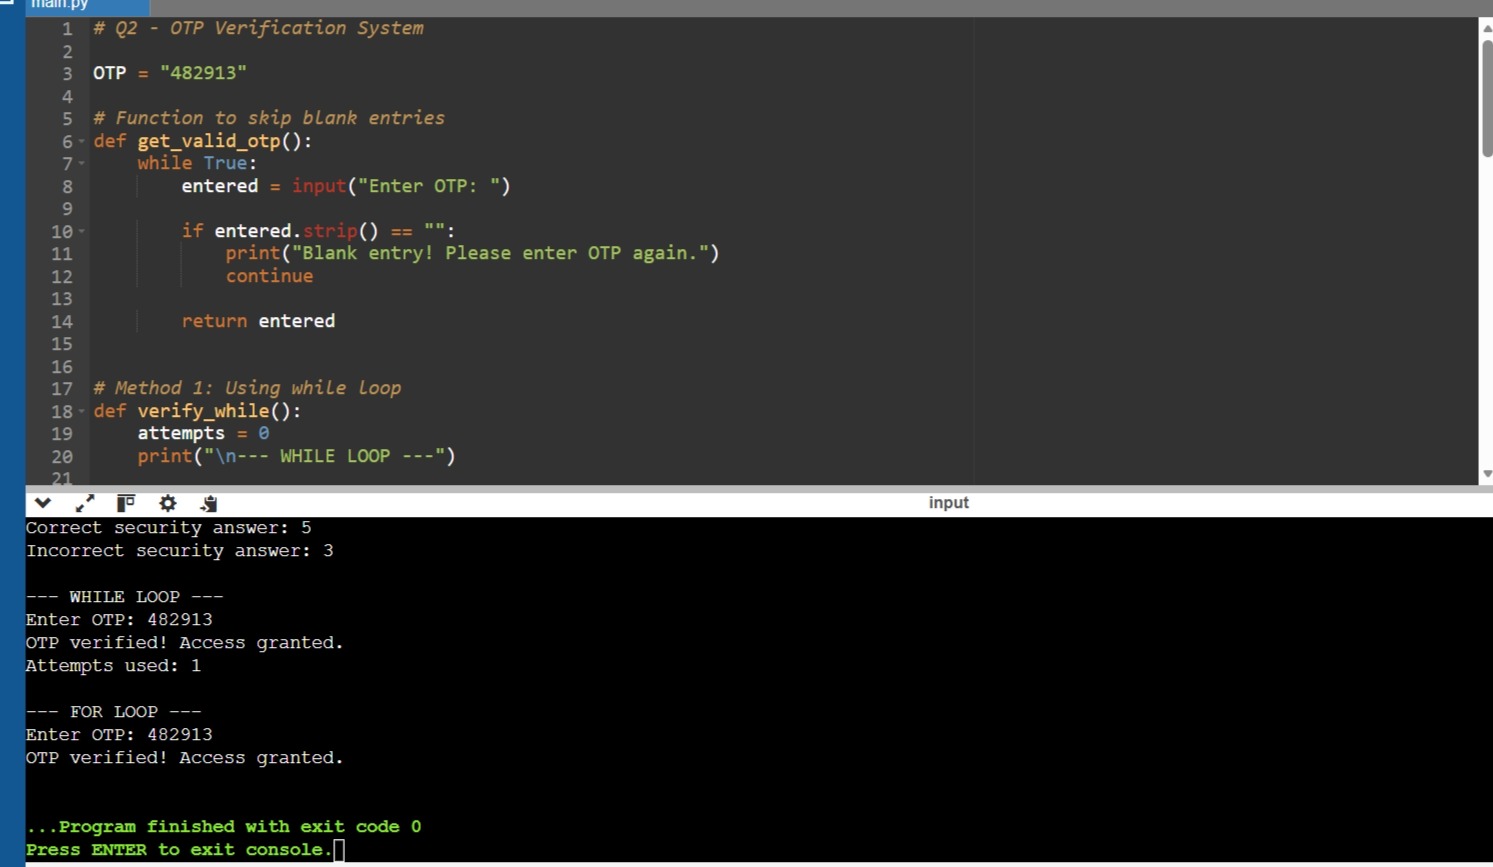 main.py
1 # Q2 - OTP Verification System
2
3 OTP = "482913"
4
5 # Function to skip blank entries
6 def get_valid_otp():
7     while True:
8         entered = input("Enter OTP: ")
9
10         if entered.strip() == "":
11             print("Blank entry! Please enter OTP again.")
12             continue
13
14         return entered
15
16
17 # Method 1: Using while loop
18 def verify_while():
19     attempts = 0
20     print("\n--- WHILE LOOP ---")
21
input
Correct security answer: 5
Incorrect security answer: 3
--- WHILE LOOP ---
Enter OTP: 482913
OTP verified! Access granted.
Attempts used: 1
--- FOR LOOP ---
Enter OTP: 482913
OTP verified! Access granted.
...Program finished with exit code 0
Press ENTER to exit console.